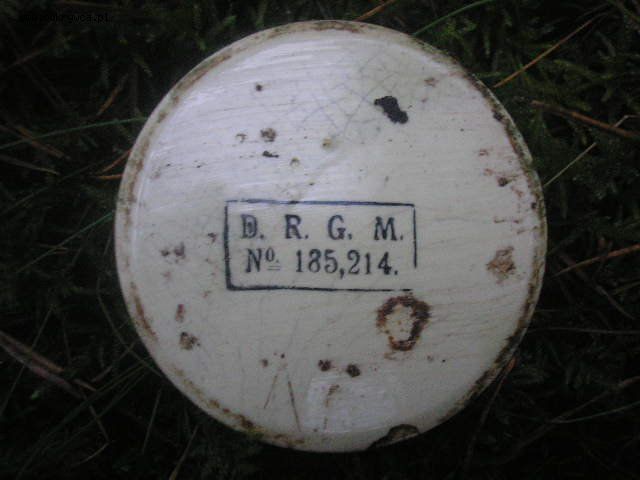 D. R. G. M.
Nº 185,214.